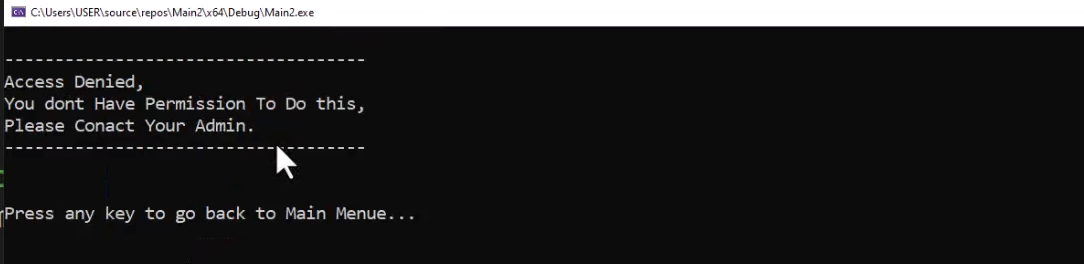 C:\Users\USER\source\repos\Main2\x64\Debug\Main2.exe
------------------------------------
Access Denied,
You dont Have Permission To Do this,
Please Conact Your Admin.
------------------------------------
Press any key to go back to Main Menue...